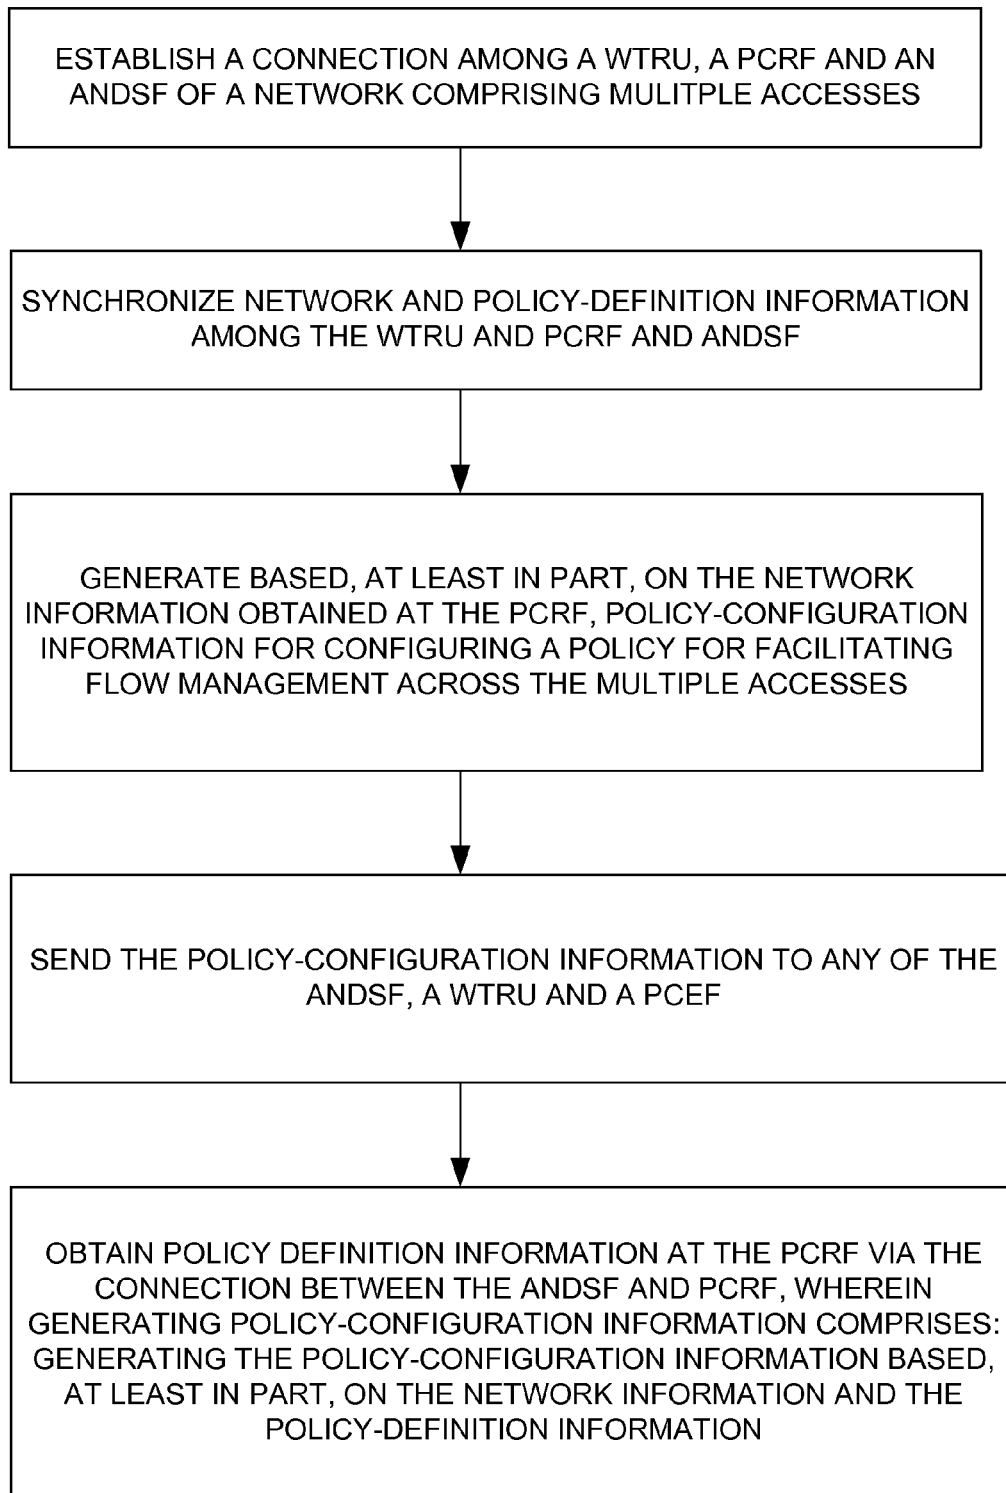 ESTABLISH A CONNECTION AMONG A WTRU, A PCRF AND AN
ANDSF OF A NETWORK COMPRISING MULITPLE ACCESSES
SYNCHRONIZE NETWORK AND POLICY-DEFINITION INFORMATION
AMONG THE WTRU AND PCRF AND ANDSF
GENERATE BASED, AT LEAST IN PART, ON THE NETWORK
INFORMATION OBTAINED AT THE PCRF, POLICY-CONFIGURATION
INFORMATION FOR CONFIGURING A POLICY FOR FACILITATING
FLOW MANAGEMENT ACROSS THE MULTIPLE ACCESSES
SEND THE POLICY-CONFIGURATION INFORMATION TO ANY OF THE
ANDSF, A WTRU AND A PCEF
OBTAIN POLICY DEFINITION INFORMATION AT THE PCRF VIA THE
CONNECTION BETWEEN THE ANDSF AND PCRF, WHEREIN
GENERATING POLICY-CONFIGURATION INFORMATION COMPRISES:
GENERATING THE POLICY-CONFIGURATION INFORMATION BASED,
AT LEAST IN PART, ON THE NETWORK INFORMATION AND THE
POLICY-DEFINITION INFORMATION